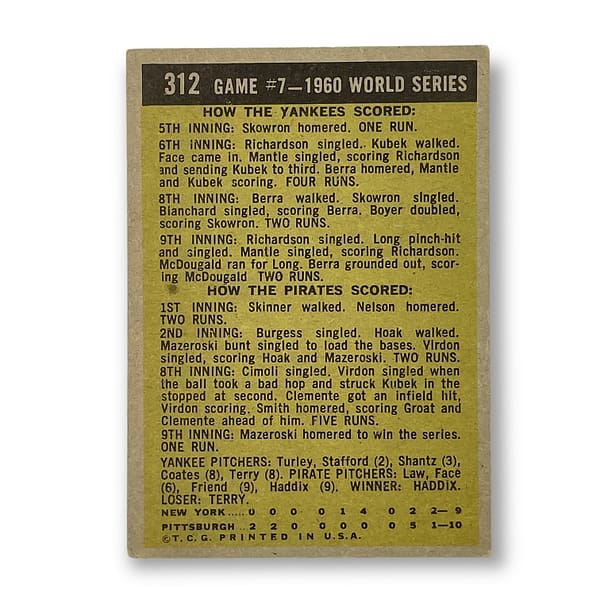 312 GAME #7—1960 WORLD SERIES
HOW THE YANKEES SCORED:
5TH INNING: Skowron homered. ONE RUN.
6TH INNING: Richardson singled. Kubek walked.
Face came in. Mantle singled, scoring Richardson
and sending Kubek to third. Berra homered, Mantle
and Kubek scoring. FOUR RUNS.
8TH INNING: Berra walked. Skowron singled.
Blanchard singled, scoring Berra. Boyer doubled,
scoring Skowron. TWO RUNS.
9TH INNING: Richardson singled. Long pinch-hit
and singled. Mantle singled, scoring Richardson.
McDougald ran for Long. Berra grounded out, scor-
ing McDougald TWO RUNS.
HOW THE PIRATES SCORED:
1ST INNING: Skinner walked. Nelson homered.
TWO RUNS.
2ND INNING: Burgess singled. Hoak walked.
Mazeroski bunt singled to load the bases. Virdon
singled, scoring Hoak and Mazeroski. TWO RUNS.
8TH INNING: Cimoli singled. Virdon singled when
the ball took a bad hop and struck Kubek in the
stopped at second. Clemente got an infield hit,
Virdon scoring. Smith homered, scoring Groat and
Clemente ahead of him. FIVE RUNS.
9TH INNING: Mazeroski homered to win the series.
ONE RUN.
YANKEE PITCHERS: Turley, Stafford (2), Shantz (3),
Coates (8), Terry (8). PIRATE PITCHERS: Law, Face
(6), Friend (9), Haddix (9). WINNER: HADDIX.
LOSER: TERRY.
NEW YORK ..... 0 0 0 0 1 4 0 2 2— 9
PITTSBURGH ... 2 2 0 0 0 0 0 5 1—10
©T.C.G. PRINTED IN U.S.A.